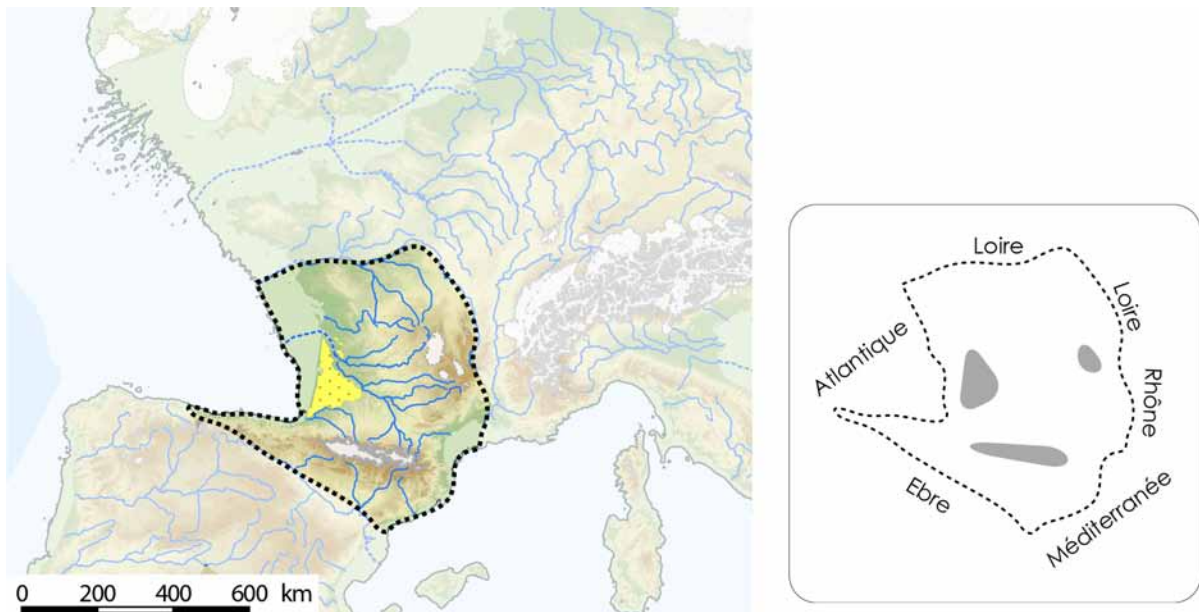 0 200 400 600 km
Loire
Loire
Atlantique
Rhône
Ebre
Méditerranée